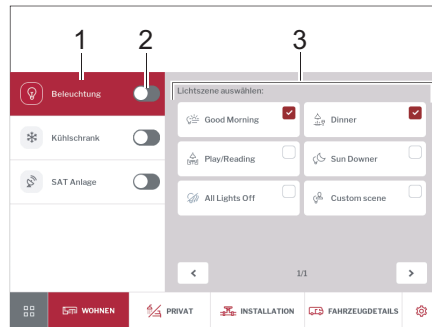 1 2 3
Beleuchtung
Lichtszene auswählen:
Good Morning
Dinner
Kühlschrank
Play/Reading
Sun Downer
SAT Anlage
All Lights Off
Custom scene
< 1/1 >
WOHNEN PRIVAT INSTALLATION FAHRZEUGDETAILS